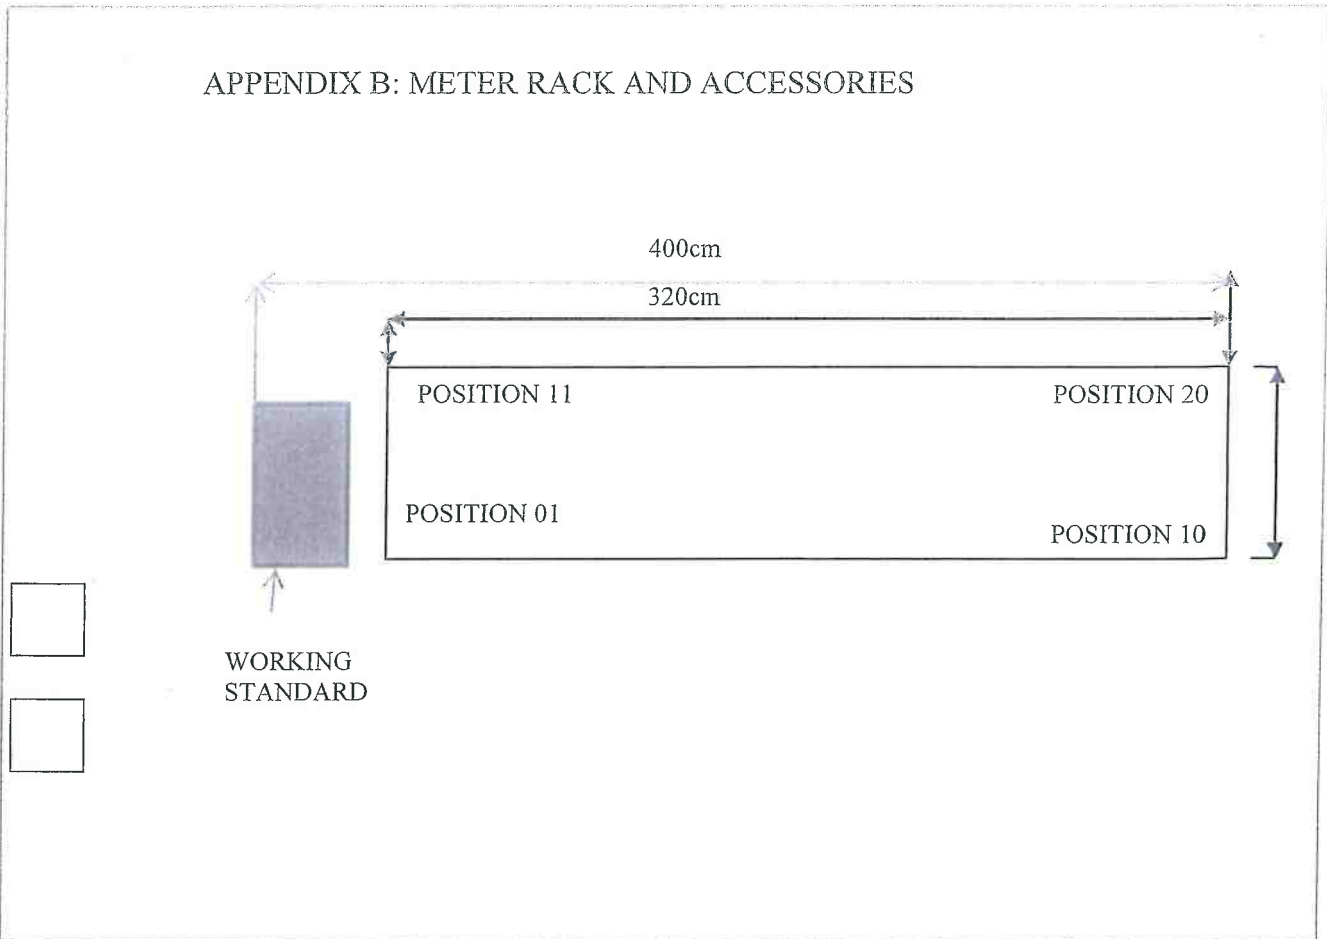 APPENDIX B: METER RACK AND ACCESSORIES
400cm
320cm
POSITION 11
POSITION 20
POSITION 01
POSITION 10
WORKING
STANDARD